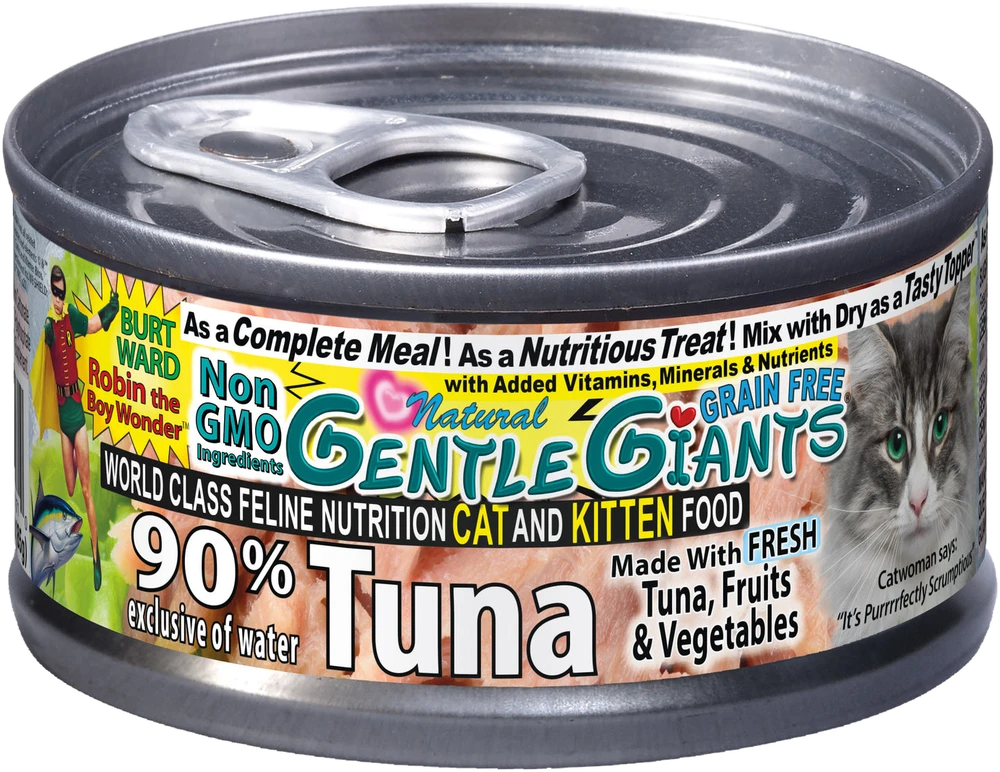 As a Complete Meal! As a Nutritious Treat! Mix with Dry as a Tasty Topper
with Added Vitamins, Minerals & Nutrients
BURT
WARD
Robin the
Boy Wonder™
Non
GMO
Ingredients
Natural
GRAIN FREE
GENTLE GIANTS®
WORLD CLASS FELINE NUTRITION CAT AND KITTEN FOOD
90% Tuna
exclusive of water
Made With FRESH
Tuna, Fruits
& Vegetables
Catwoman says:
“It's Purrrrfectly Scrumptious